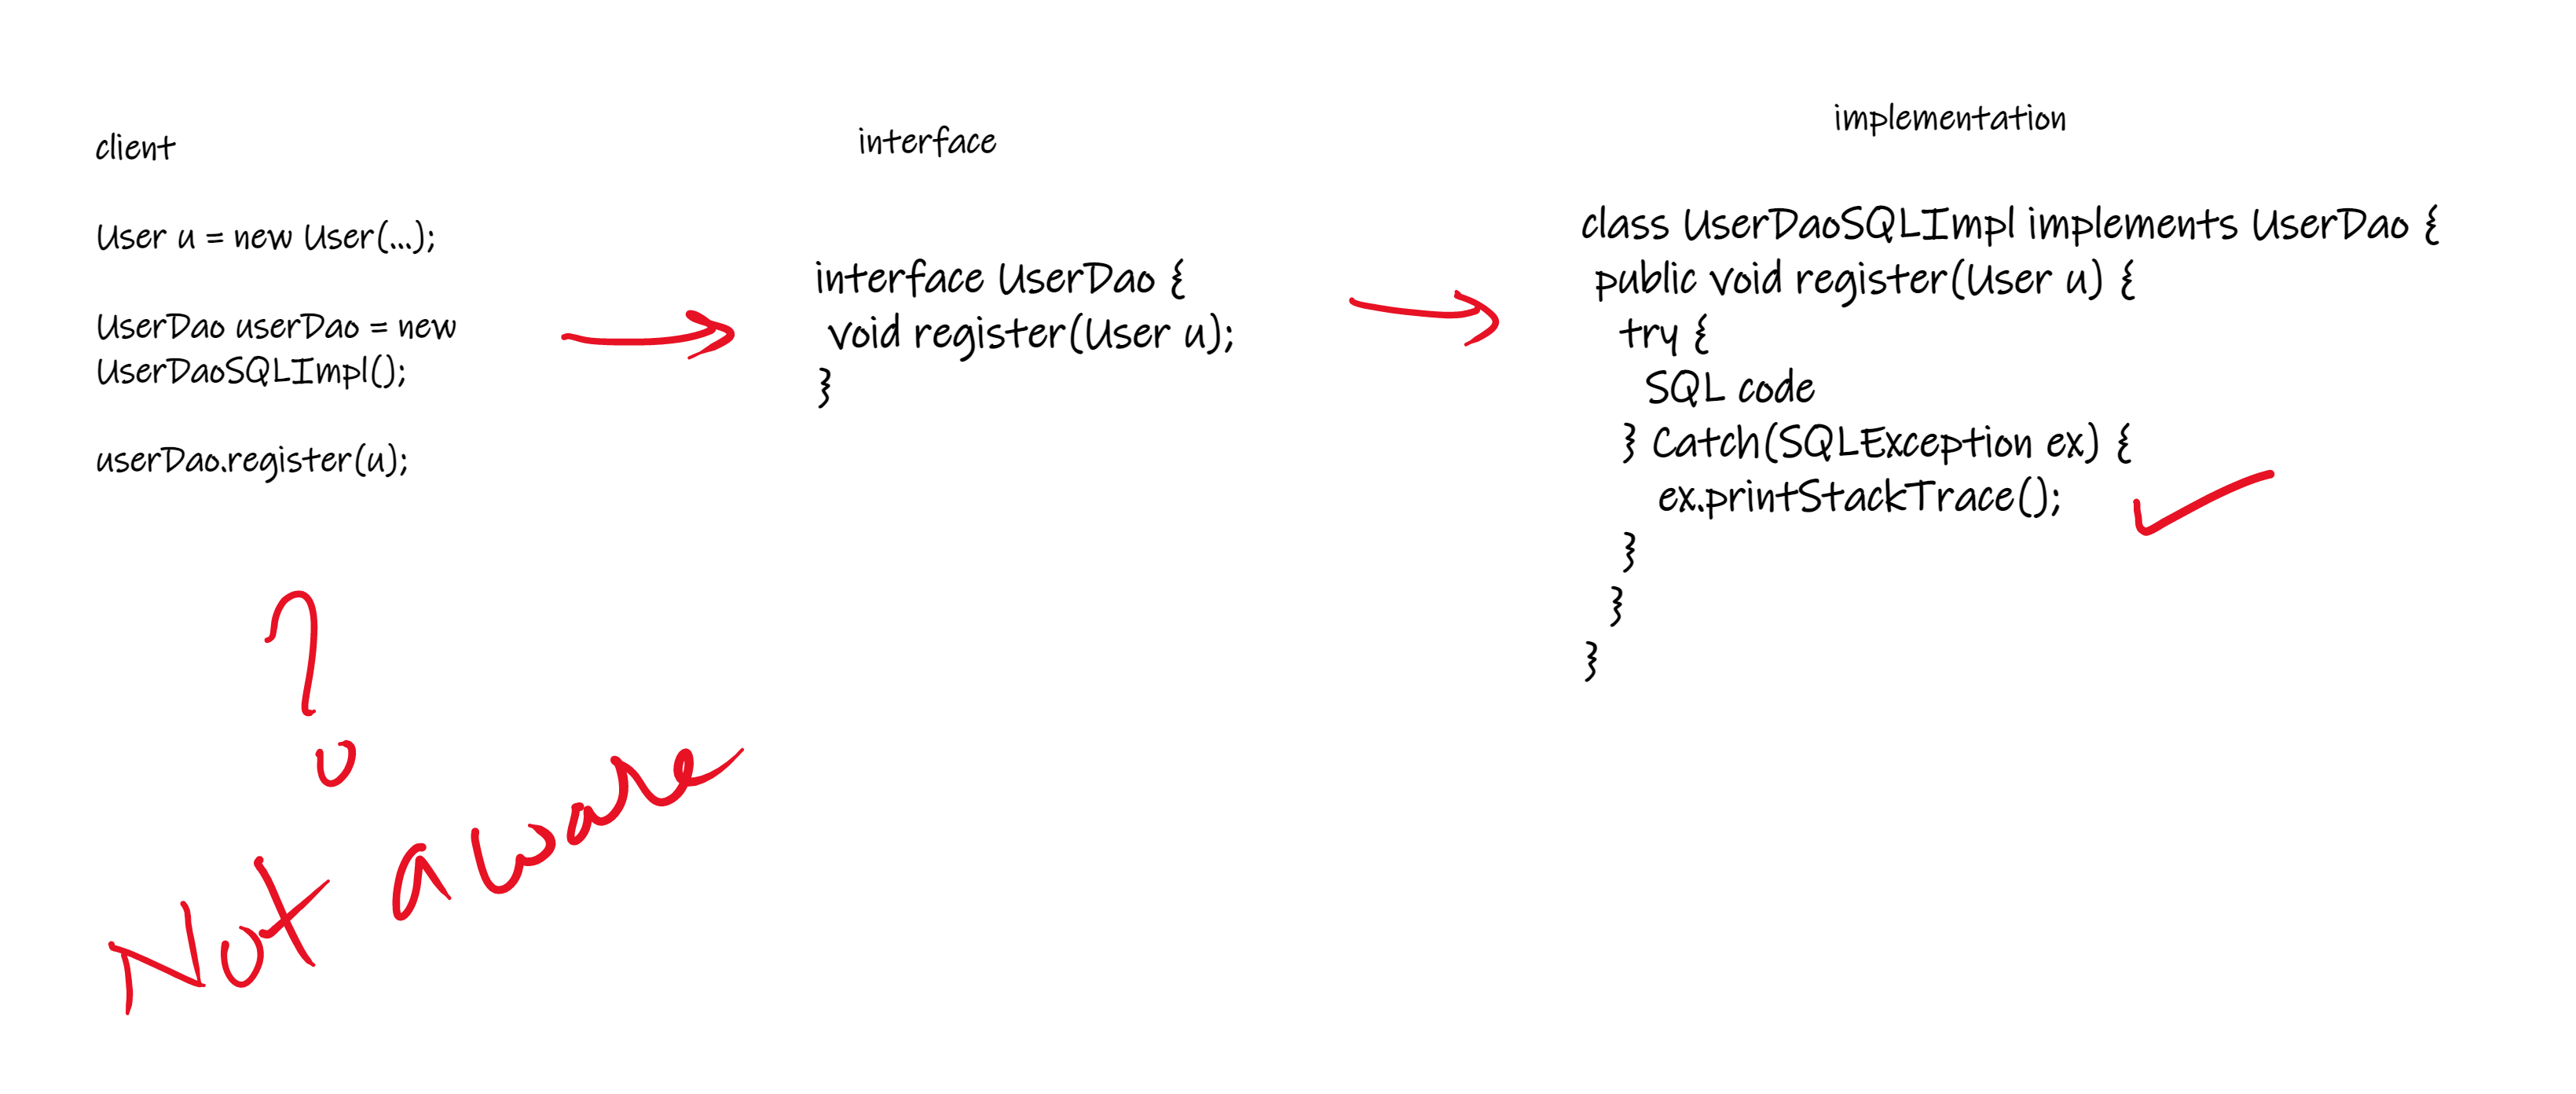 client
User u = new User(...);
UserDao userDao = new
UserDaoSQLImpl();
userDao.register(u);
?
Not aware
interface
interface UserDao {
void register(User u);
}
implementation
class UserDaoSQLImpl implements UserDao {
public void register(User u) {
try {
SQL code
} Catch(SQLException ex) {
ex.printStackTrace();
}
}
}